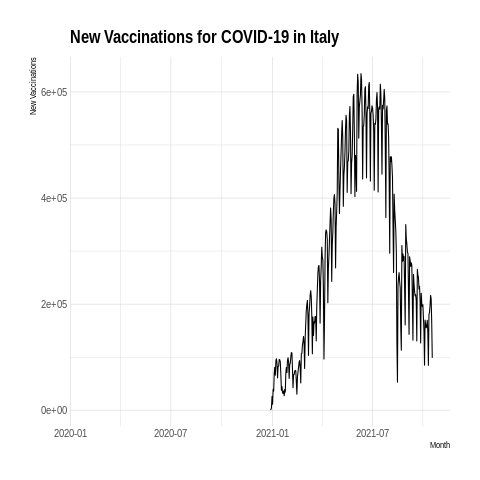 New Vaccinations for COVID-19 in Italy
New Vaccinations
6e+05
4e+05
2e+05
0e+00
2020-01 2020-07 2021-01 2021-07
Month